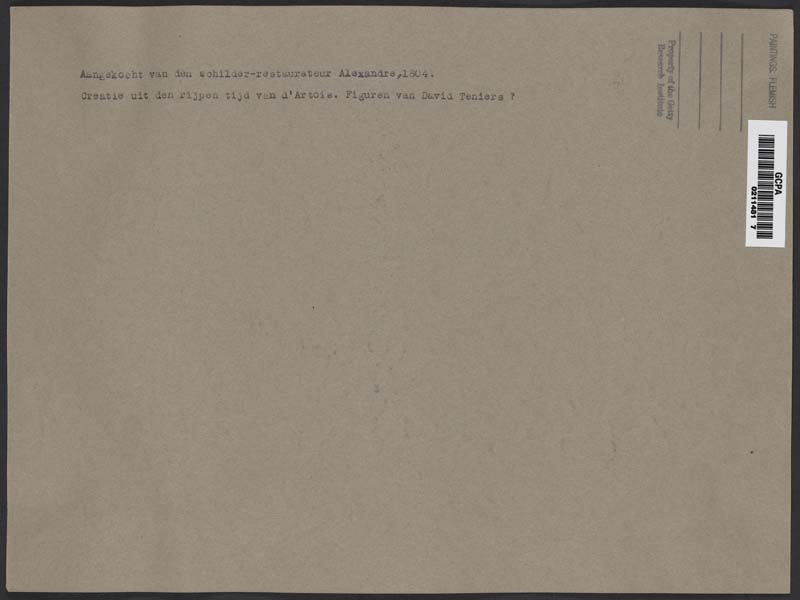 Aangekocht van den schilder-restaurateur Alexandre,1804.
Creatie uit den rijpen tijd van d'Artois. Figuren van David Teniers ?
PAINTINGS: FLEMISH
Property of the Getty
Research Institute
GCPA
0211481 7